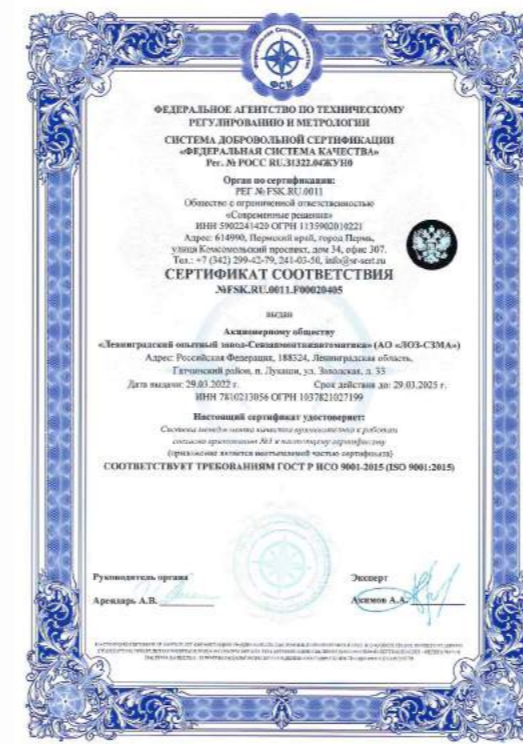 ФСК
ФЕДЕРАЛЬНОЕ АГЕНТСТВО ПО ТЕХНИЧЕСКОМУ
РЕГУЛИРОВАНИЮ И МЕТРОЛОГИИ
СИСТЕМА ДОБРОВОЛЬНОЙ СЕРТИФИКАЦИИ
«ФЕДЕРАЛЬНАЯ СИСТЕМА КАЧЕСТВА»
Рег. № РОСС RU.31322.04ЖУН0
Орган по сертификации:
РЕГ № FSK.RU.0011
Общество с ограниченной ответственностью
«Современные решения»
ИНН 5902241420 ОГРН 1135902010221
Адрес: 614990, Пермский край, город Пермь,
улица Комсомольский проспект, дом 34, офис 307.
Тел.: +7 (342) 299-42-79, 241-03-50, info@sr-sert.ru
СЕРТИФИКАТ СООТВЕТСТВИЯ
№FSK.RU.0011.F00020405
выдан
Акционерному обществу
«Ленинградский опытный завод-Севзапмонтажавтоматика» (АО «ЛОЗ-СЗМА»)
Адрес: Российская Федерация, 188324, Ленинградская область,
Гатчинский район, п. Лукаши, ул. Заводская, д. 33
Дата выдачи: 29.03.2022 г. Срок действия до: 29.03.2025 г.
ИНН 7810213056 ОГРН 1037821027199
Настоящий сертификат удостоверяет:
Система менеджмента качества применительно к работам
согласно приложению №1 к настоящему сертификату
(приложение является неотъемлемой частью сертификата)
СООТВЕТСТВУЕТ ТРЕБОВАНИЯМ ГОСТ Р ИСО 9001-2015 (ISO 9001:2015)
Руководитель органа
Эксперт
Арендарь А.В.
Акимов А.А.